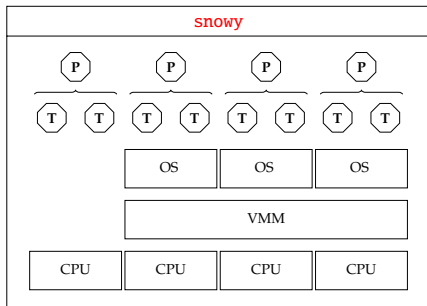 snowy
P P P P
T T T T T T T T
OS OS OS
VMM
CPU CPU CPU CPU